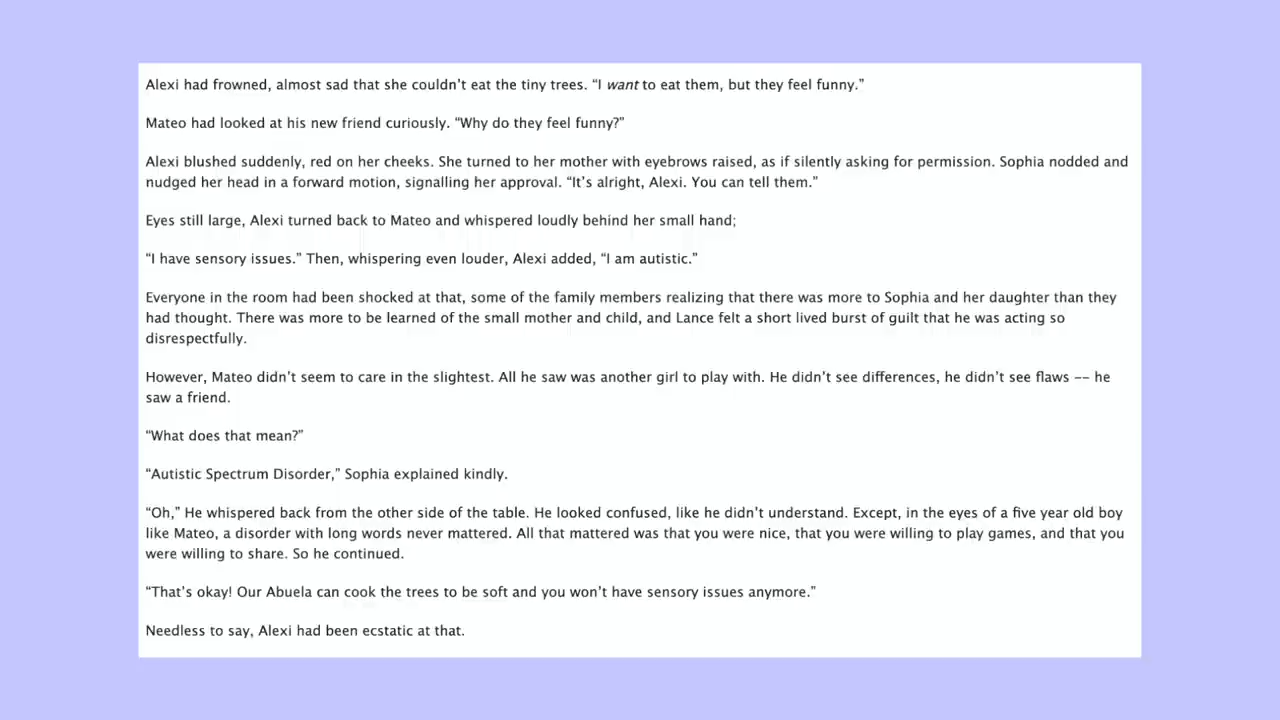 Alexi had frowned, almost sad that she couldn’t eat the tiny trees. “I want to eat them, but they feel funny.”
Mateo had looked at his new friend curiously. “Why do they feel funny?”
Alexi blushed suddenly, red on her cheeks. She turned to her mother with eyebrows raised, as if silently asking for permission. Sophia nodded and
nudged her head in a forward motion, signalling her approval. “It’s alright, Alexi. You can tell them.”
Eyes still large, Alexi turned back to Mateo and whispered loudly behind her small hand;
“I have sensory issues.” Then, whispering even louder, Alexi added, “I am autistic.”
Everyone in the room had been shocked at that, some of the family members realizing that there was more to Sophia and her daughter than they
had thought. There was more to be learned of the small mother and child, and Lance felt a short lived burst of guilt that he was acting so
disrespectfully.
However, Mateo didn’t seem to care in the slightest. All he saw was another girl to play with. He didn’t see differences, he didn’t see flaws -- he
saw a friend.
“What does that mean?”
“Autistic Spectrum Disorder,” Sophia explained kindly.
“Oh,” He whispered back from the other side of the table. He looked confused, like he didn’t understand. Except, in the eyes of a five year old boy
like Mateo, a disorder with long words never mattered. All that mattered was that you were nice, that you were willing to play games, and that you
were willing to share. So he continued.
“That’s okay! Our Abuela can cook the trees to be soft and you won’t have sensory issues anymore.”
Needless to say, Alexi had been ecstatic at that.